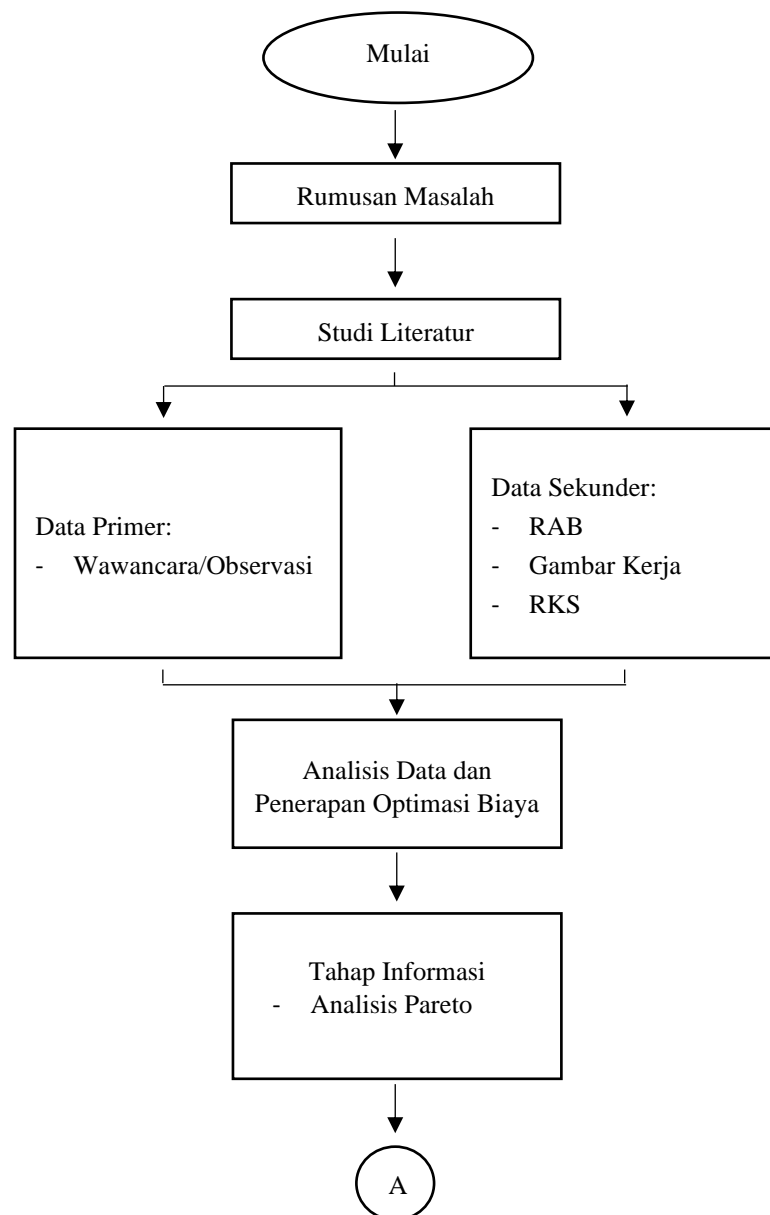 Mulai
Rumusan Masalah
Studi Literatur
Data Primer:
- Wawancara/Observasi
Data Sekunder:
- RAB
- Gambar Kerja
- RKS
Analisis Data dan
Penerapan Optimasi Biaya
Tahap Informasi
- Analisis Pareto
A